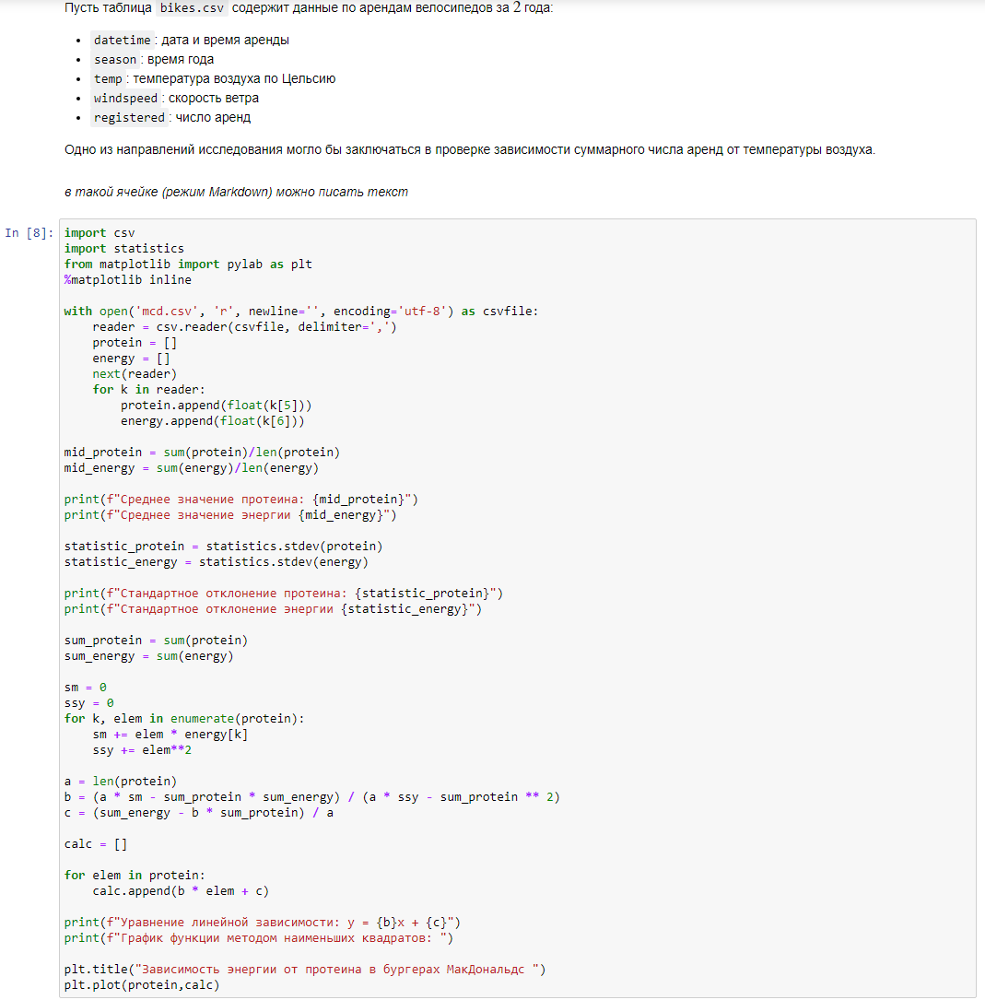 Пусть таблица bikes.csv содержит данные по арендам велосипедов за 2 года:
• datetime : дата и время аренды
• season : время года
• temp : температура воздуха по Цельсию
• windspeed : скорость ветра
• registered : число аренд
Одно из направлений исследования могло бы заключаться в проверке зависимости суммарного числа аренд от температуры воздуха.
в такой ячейке (режим Markdown) можно писать текст
In [8]: import csv
import statistics
from matplotlib import pylab as plt
%matplotlib inline
with open('mcd.csv', 'r', newline='', encoding='utf-8') as csvfile:
    reader = csv.reader(csvfile, delimiter=',')
    protein = []
    energy = []
    next(reader)
    for k in reader:
        protein.append(float(k[5]))
        energy.append(float(k[6]))
mid_protein = sum(protein)/len(protein)
mid_energy = sum(energy)/len(energy)
print(f"Среднее значение протеина: {mid_protein}")
print(f"Среднее значение энергии {mid_energy}")
statistic_protein = statistics.stdev(protein)
statistic_energy = statistics.stdev(energy)
print(f"Стандартное отклонение протеина: {statistic_protein}")
print(f"Стандартное отклонение энергии {statistic_energy}")
sum_protein = sum(protein)
sum_energy = sum(energy)
sm = 0
ssy = 0
for k, elem in enumerate(protein):
    sm += elem * energy[k]
    ssy += elem**2
a = len(protein)
b = (a * sm - sum_protein * sum_energy) / (a * ssy - sum_protein ** 2)
c = (sum_energy - b * sum_protein) / a
calc = []
for elem in protein:
    calc.append(b * elem + c)
print(f"Уравнение линейной зависимости: y = {b}x + {c}")
print(f"График функции методом наименьших квадратов: ")
plt.title("Зависимость энергии от протеина в бургерах МакДональдс ")
plt.plot(protein,calc)